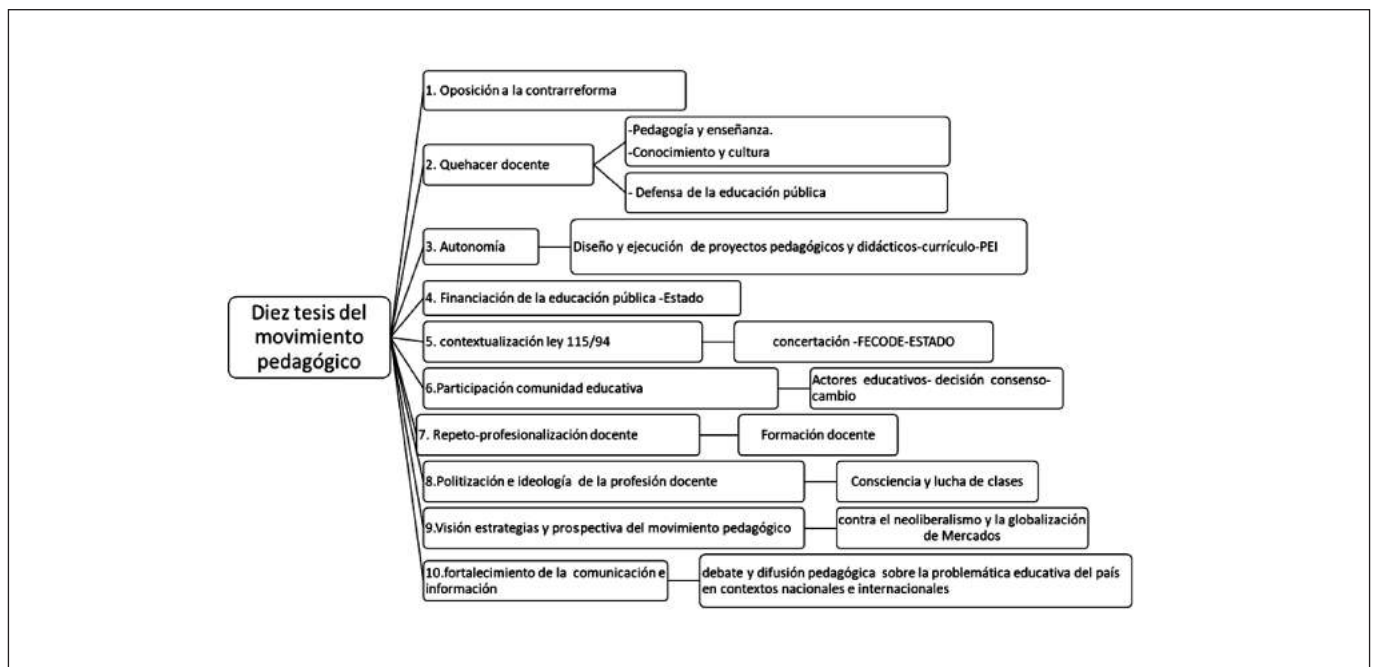 Diez tesis del
movimiento
pedagógico
1. Oposición a la contrarreforma
2. Quehacer docente
-Pedagogía y enseñanza.
-Conocimiento y cultura
- Defensa de la educación pública
3. Autonomía
Diseño y ejecución de proyectos pedagógicos y didácticos-currículo-PEI
4. Financiación de la educación pública -Estado
5. contextualización ley 115/94
concertación -FECODE-ESTADO
6.Participación comunidad educativa
Actores educativos- decisión consenso-
cambio
7. Repeto-profesionalización docente
Formación docente
8.Politización e ideología de la profesión docente
Consciencia y lucha de clases
9.Visión estrategias y prospectiva del movimiento pedagógico
contra el neoliberalismo y la globalización
de Mercados
10.fortalecimiento de la comunicación e
información
debate y difusión pedagógica sobre la problemática educativa del país
en contextos nacionales e internacionales